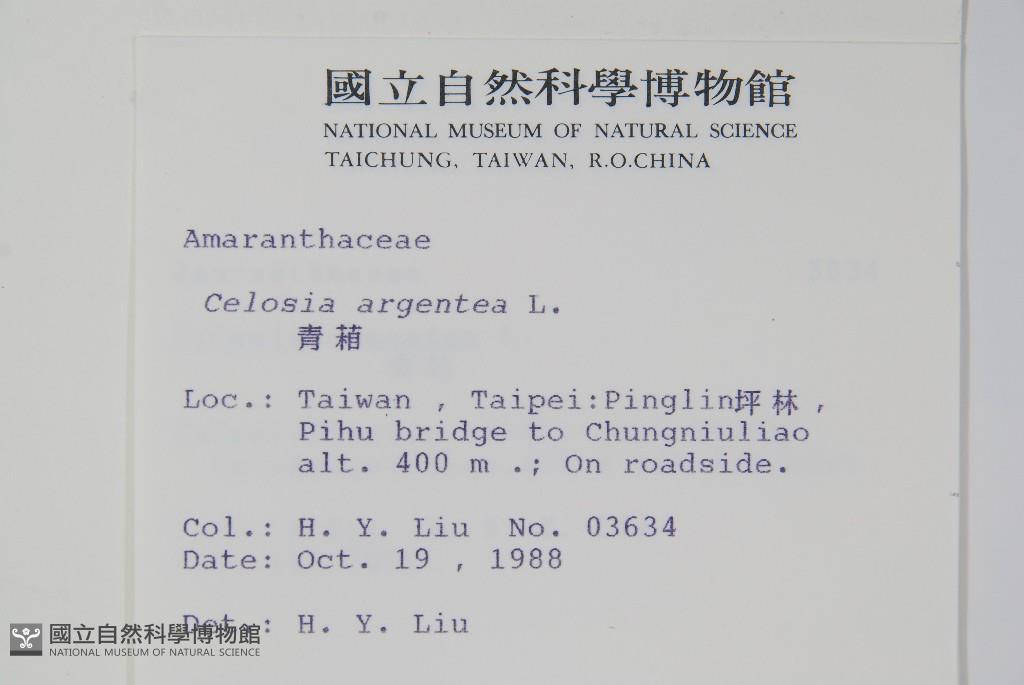 國立自然科學博物館
NATIONAL MUSEUM OF NATURAL SCIENCE
TAICHUNG, TAIWAN, R.O.CHINA
Amaranthaceae
Celosia argentea L.
青葙
Loc.: Taiwan , Taipei:Pinglin坪林 ,
Pihu bridge to Chungniuliao
alt. 400 m .; On roadside.
Col.: H. Y. Liu No. 03634
Date: Oct. 19 , 1988
Det.: H. Y. Liu
國立自然科學博物館
NATIONAL MUSEUM OF NATURAL SCIENCE